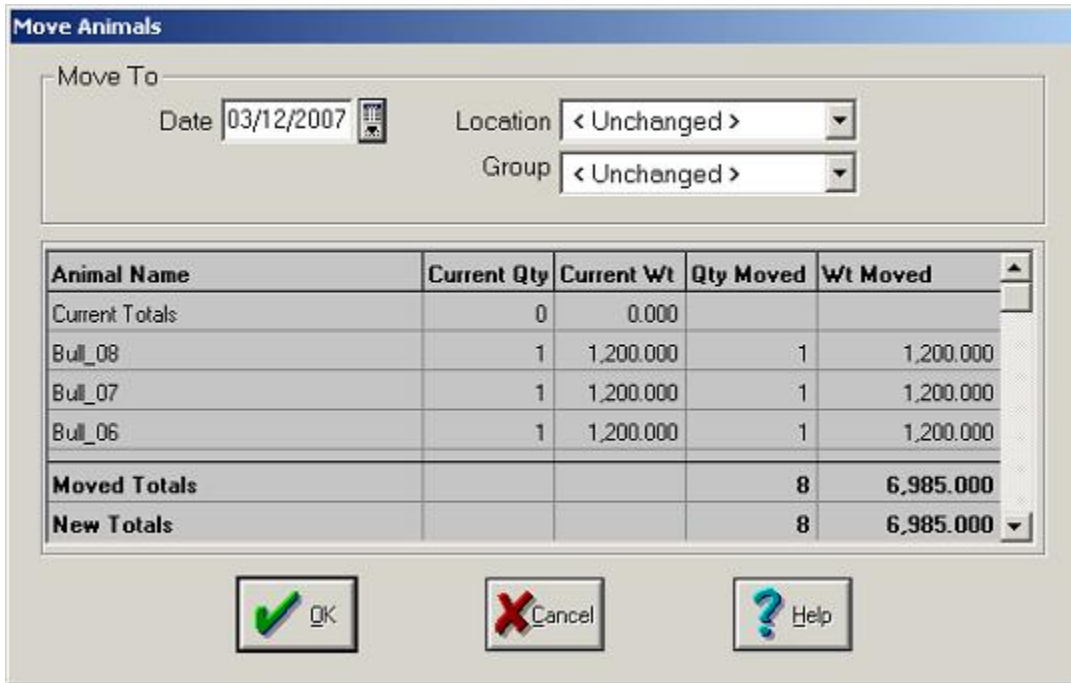 Move Animals
Move To
Date 03/12/2007 Location < Unchanged >
Group < Unchanged >
Animal Name Current Qty Current Wt Qty Moved Wt Moved
Current Totals 0 0.000
Bull_08 1 1,200.000 1 1,200.000
Bull_07 1 1,200.000 1 1,200.000
Bull_06 1 1,200.000 1 1,200.000
Moved Totals 8 6,985.000
New Totals 8 6,985.000
OK Cancel Help